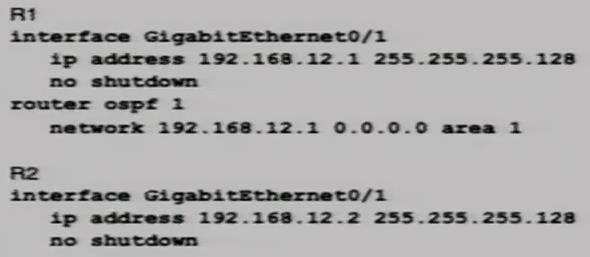 R1
interface GigabitEthernet0/1
ip address 192.168.12.1 255.255.255.128
no shutdown
router ospf 1
network 192.168.12.1 0.0.0.0 area 1
R2
interface GigabitEthernet0/1
ip address 192.168.12.2 255.255.255.128
no shutdown